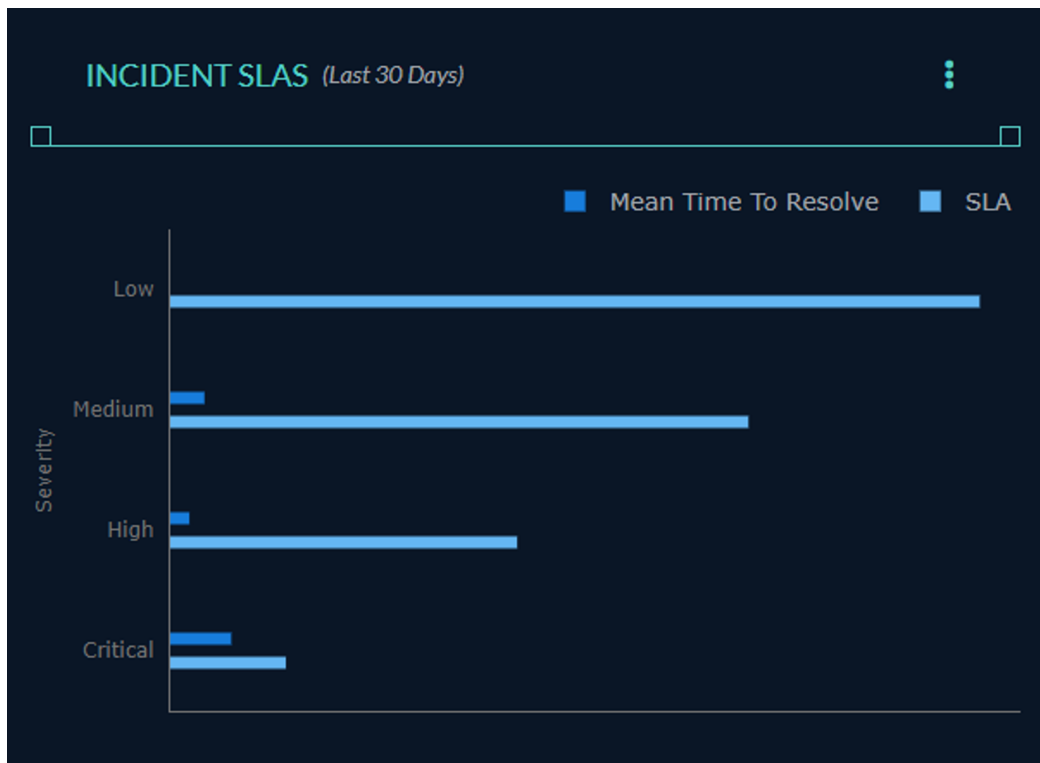 INCIDENT SLAS (Last 30 Days)
Mean Time To Resolve SLA
Low
Medium
High
Critical
Severity